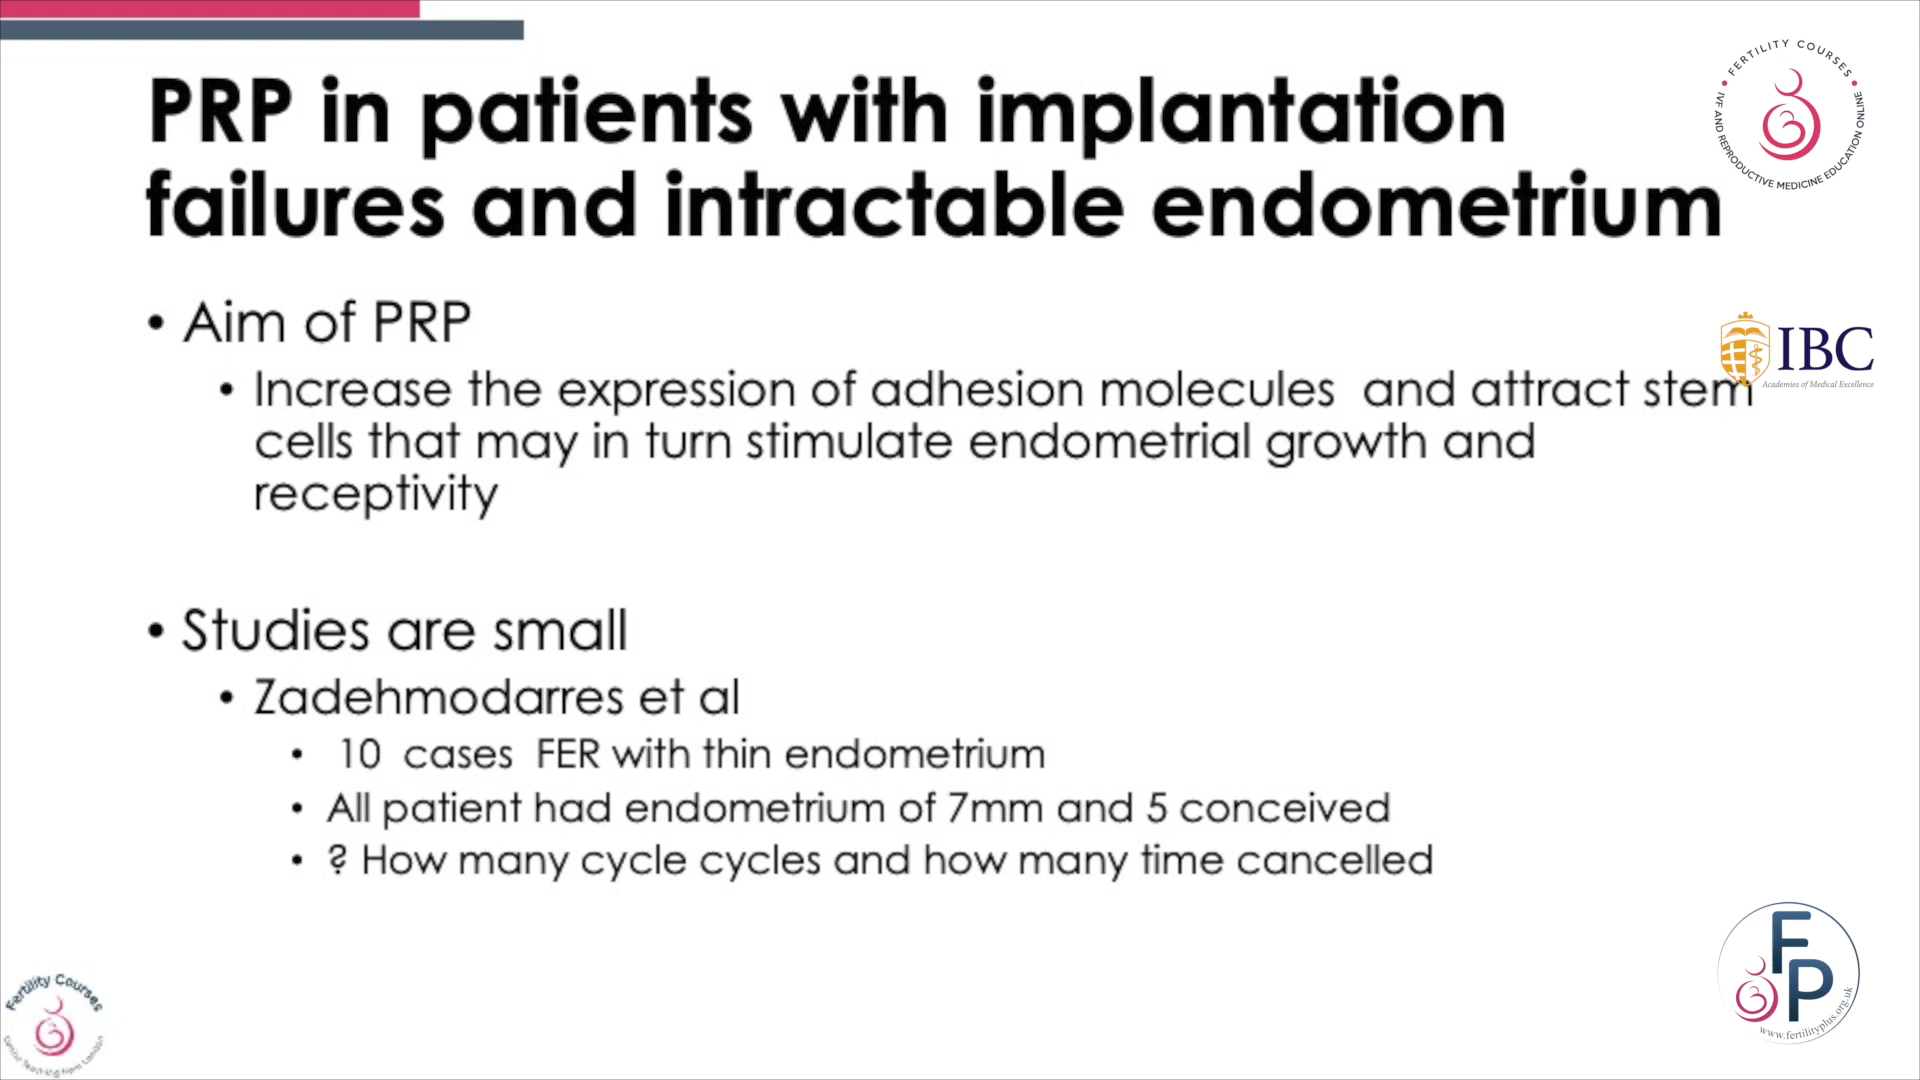 PRP in patients with implantation
failures and intractable endometrium
• Aim of PRP
• Increase the expression of adhesion molecules and attract stem
cells that may in turn stimulate endometrial growth and
receptivity
• Studies are small
• Zadehmodarres et al
• 10 cases FER with thin endometrium
• All patient had endometrium of 7mm and 5 conceived
• ? How many cycle cycles and how many time cancelled
• FERTILITY COURSES •
IVF AND REPRODUCTIVE MEDICINE EDUCATION ONLINE
IBC
Academies of Medical Excellence
FP
www.fertilityplus.org.uk
Fertility Courses